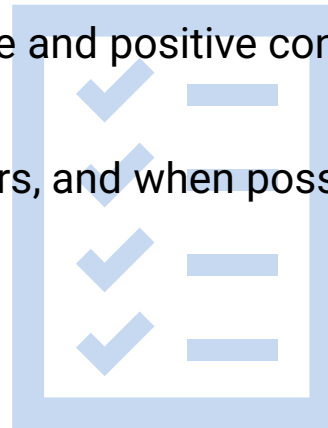 e and positive con
rs, and when poss